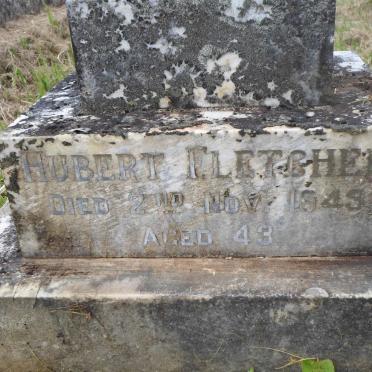 HUBERT. FLETCHER
DIED 2ND NOV. 1943
AGED 43